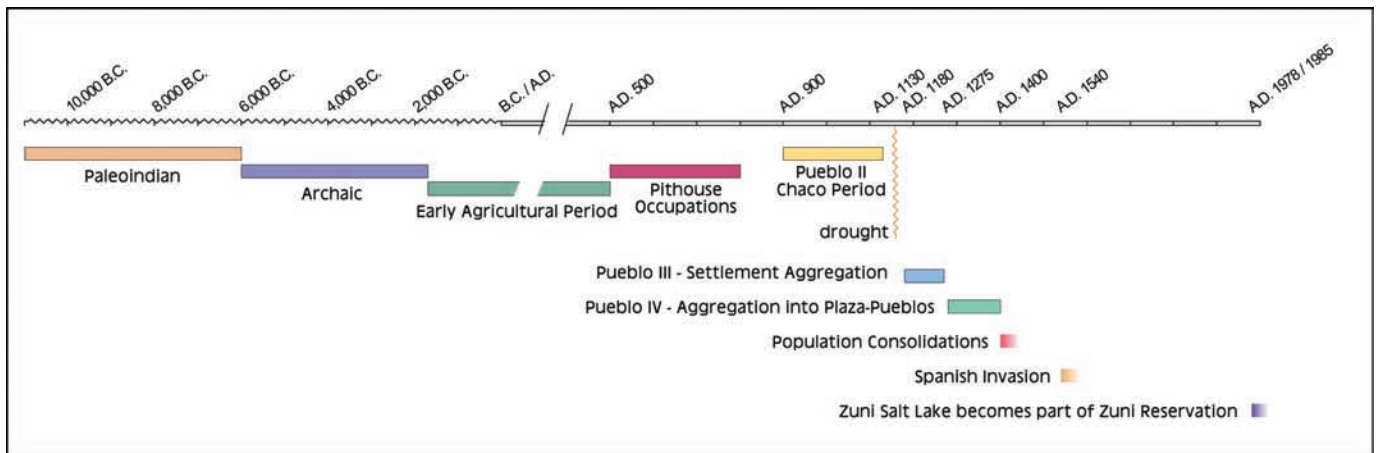 10,000 B.C.
8,000 B.C.
6,000 B.C.
4,000 B.C.
2,000 B.C.
B.C. / A.D.
A.D. 500
A.D. 900
A.D. 1130
A.D. 1180
A.D. 1275
A.D. 1400
A.D. 1540
A.D. 1978 / 1985
Paleoindian
Archaic
Early Agricultural Period
Pithouse
Occupations
Pueblo II
Chaco Period
drought
Pueblo III - Settlement Aggregation
Pueblo IV - Aggregation into Plaza-Pueblos
Population Consolidations
Spanish Invasion
Zuni Salt Lake becomes part of Zuni Reservation